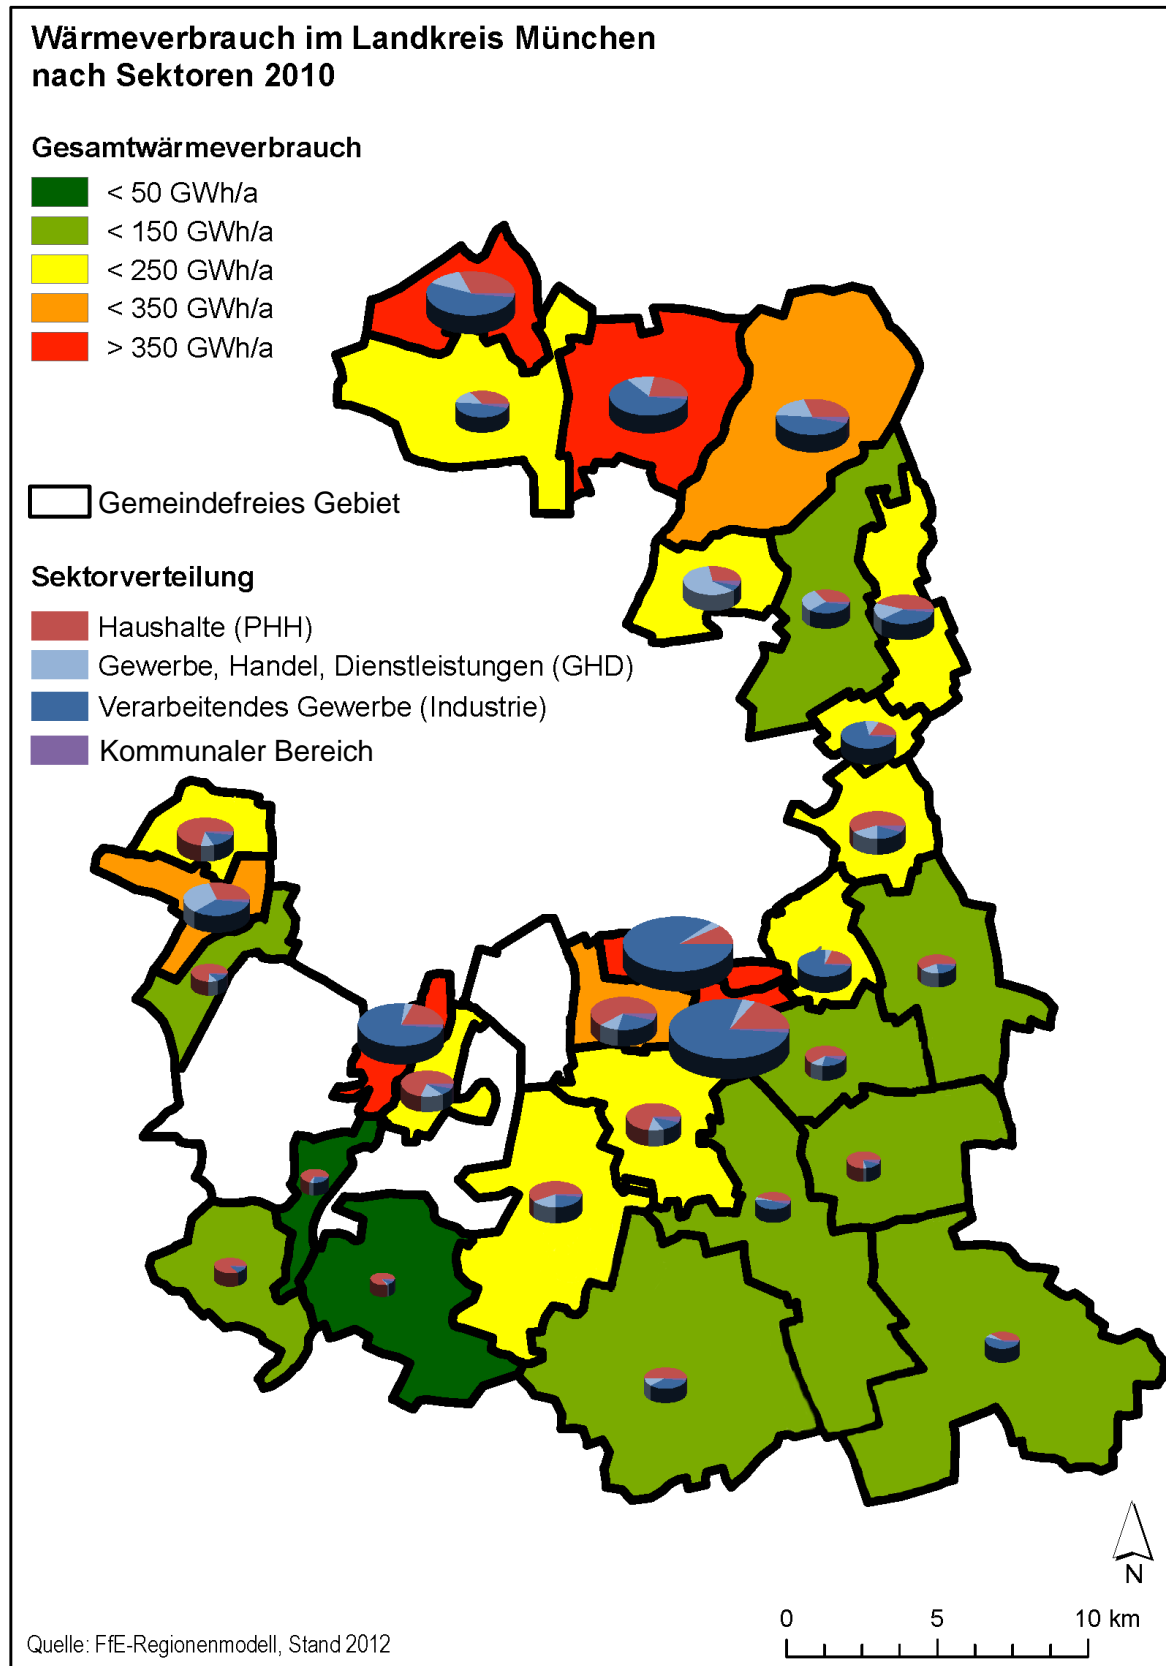 Wärmeverbrauch im Landkreis München
nach Sektoren 2010
Gesamtwärmeverbrauch
< 50 GWh/a
< 150 GWh/a
< 250 GWh/a
< 350 GWh/a
> 350 GWh/a
Gemeindefreies Gebiet
Sektorverteilung
Haushalte (PHH)
Gewerbe, Handel, Dienstleistungen (GHD)
Verarbeitendes Gewerbe (Industrie)
Kommunaler Bereich
N
0 5 10 km
Quelle: FfE-Regionenmodell, Stand 2012